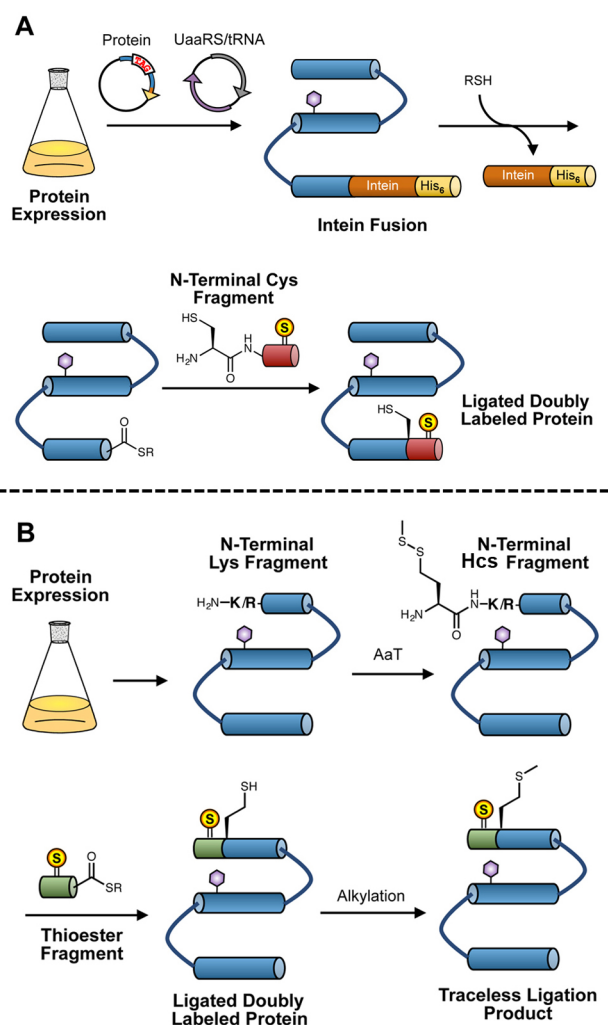 A
Protein
UaaRS/tRNA
TAG
RSH
Intein
His6
Intein
His6
Protein
Expression
Intein Fusion
N-Terminal Cys
Fragment
HS
S
H
N
H2N
O
O
SR
Ligated Doubly
Labeled Protein
HS
S
B
Protein
Expression
N-Terminal
Lys Fragment
H2N-K/R
AaT
N-Terminal
Hcs Fragment
S
S
H
N-K/R
H2N
O
S
O
SR
Thioester
Fragment
SH
S
Ligated Doubly
Labeled Protein
Alkylation
S
S
Traceless Ligation
Product